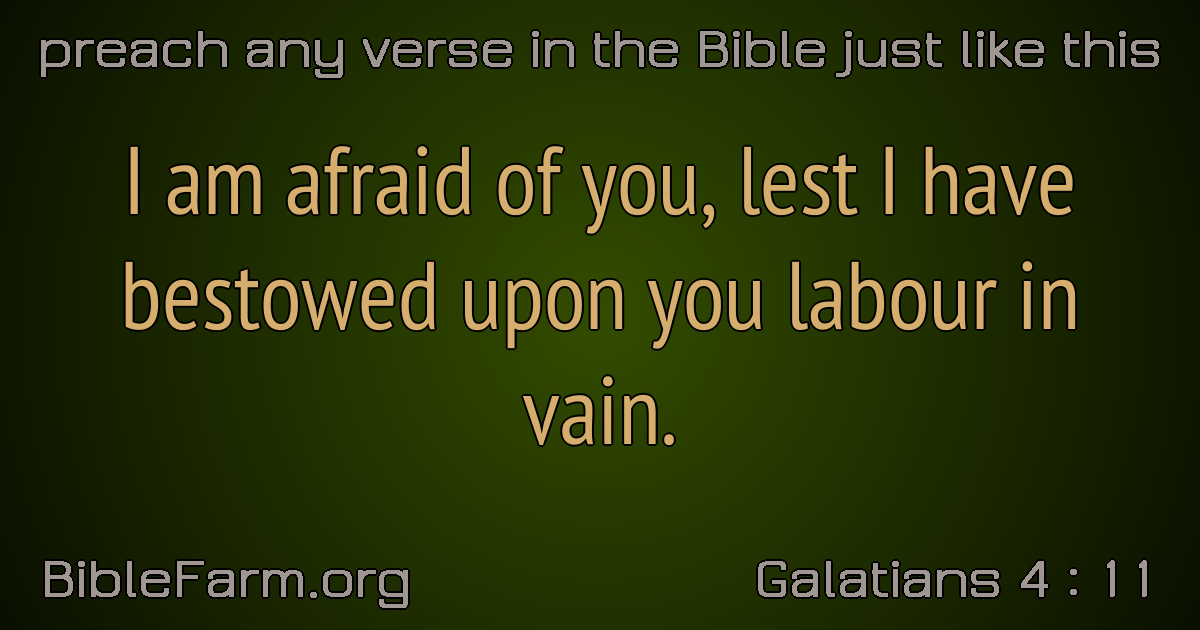 preach any verse in the Bible just like this
I am afraid of you, lest I have
bestowed upon you labour in
vain.
BibleFarm.org
Galatians 4 : 11